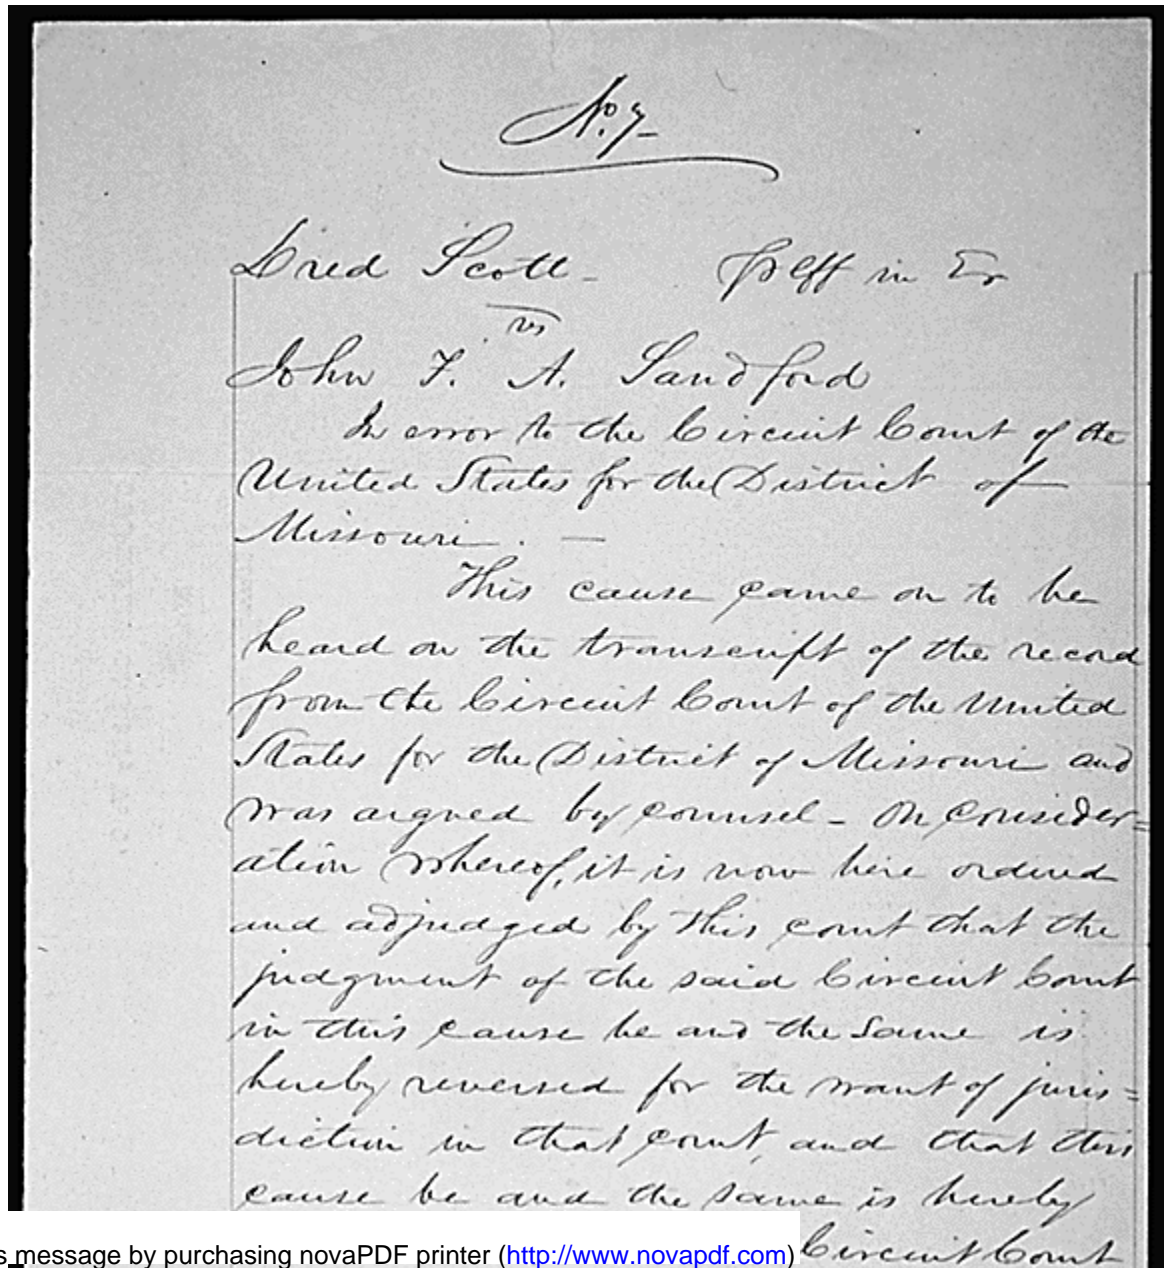 No. 7
Dred Scott - Plff in Er
vs
John F. A. Sandford
In error to the Circuit Court of the
United States for the District of
Missouri. —
This cause came on to be
heard on the transcript of the record
from the Circuit Court of the United
States for the District of Missouri and
was argued by counsel - On consider=
ation whereof, it is now here ordered
and adjudged by this court that the
judgment of the said Circuit Court
in this cause be and the same is
hereby reversed for the want of juris=
diction in that court, and that this
cause be and the same is hereby
Circuit Court
s message by purchasing novaPDF printer (http://www.novapdf.com)